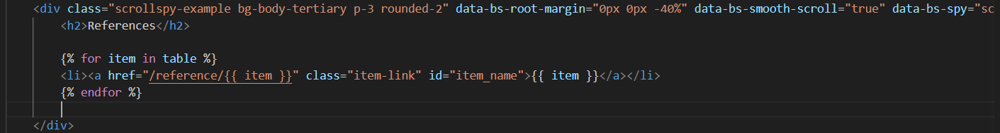 <div class="scrollspy-example bg-body-tertiary p-3 rounded-2" data-bs-root-margin="0px 0px -40%" data-bs-smooth-scroll="true" data-bs-spy="sc
<h2>References</h2>
{% for item in table %}
<li><a href="/reference/{{ item }}" class="item-link" id="item_name">{{ item }}</a></li>
{% endfor %}
</div>